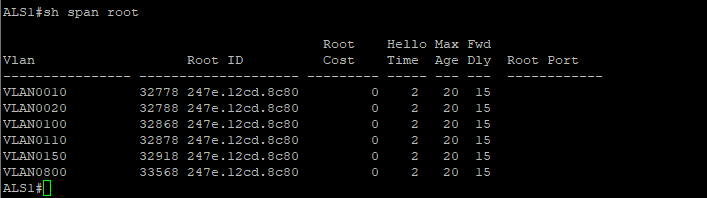 ALS1#sh span root
                                        Root    Hello Max Fwd
Vlan                   Root ID          Cost    Time  Age Dly  Root Port
---------------- -------------------- --------- ----- --- ---  ------------
VLAN0010         32778 247e.12cd.8c80         0    2   20  15
VLAN0020         32788 247e.12cd.8c80         0    2   20  15
VLAN0100         32868 247e.12cd.8c80         0    2   20  15
VLAN0110         32878 247e.12cd.8c80         0    2   20  15
VLAN0150         32918 247e.12cd.8c80         0    2   20  15
VLAN0800         33568 247e.12cd.8c80         0    2   20  15
ALS1#